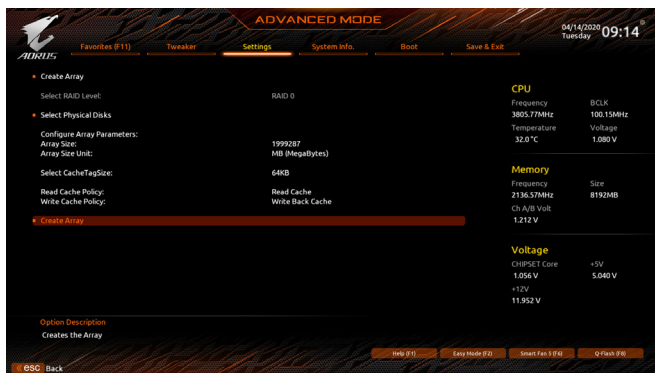 ADVANCED MODE
04/14/2020
Tuesday 09:14
AORUS
Favorites (F11) Tweaker Settings System Info. Boot Save & Exit
Create Array
Select RAID Level: RAID 0
Select Physical Disks
Configure Array Parameters:
Array Size: 1999287
Array Size Unit: MB (MegaBytes)
Select CacheTagSize: 64KB
Read Cache Policy: Read Cache
Write Cache Policy: Write Back Cache
Create Array
CPU
Frequency BCLK
3805.77MHz 100.15MHz
Temperature Voltage
32.0 °C 1.080 V
Memory
Frequency Size
2136.57MHz 8192MB
Ch A/B Volt
1.212 V
Voltage
CHIPSET Core +5V
1.056 V 5.040 V
+12V
11.952 V
Option Description
Creates the Array
Help (F1) Easy Mode (F2) Smart Fan 5 (F6) Q-Flash (F8)
esc Back